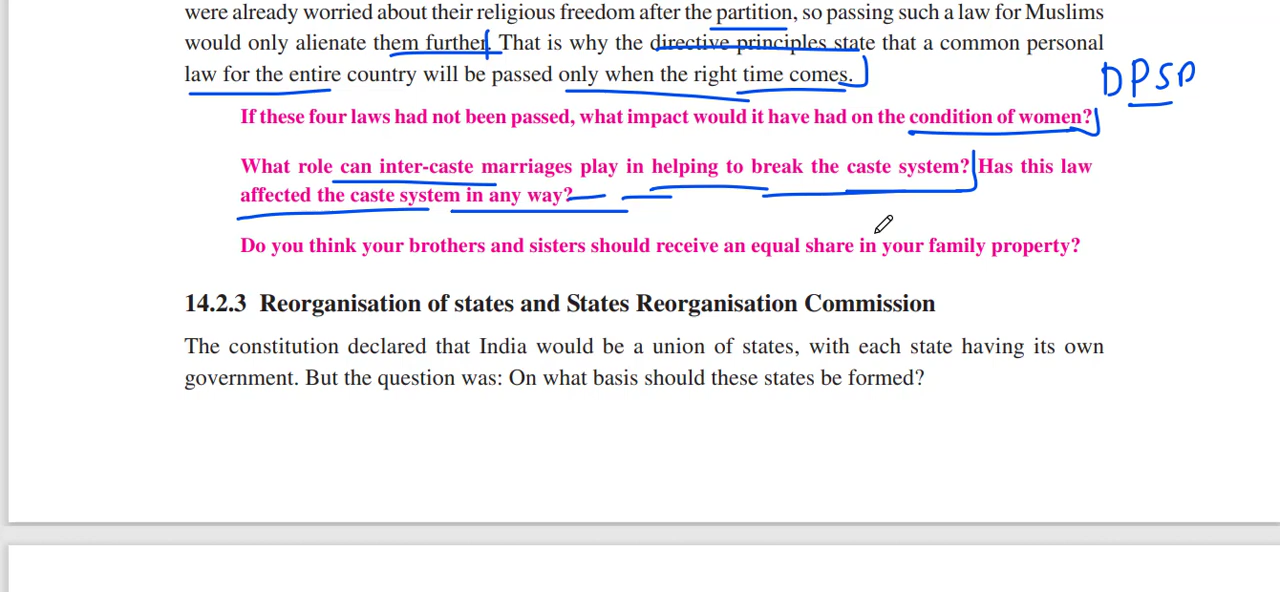 were already worried about their religious freedom after the partition, so passing such a law for Muslims
would only alienate them further. That is why the directive principles state that a common personal
law for the entire country will be passed only when the right time comes.
DPSP
If these four laws had not been passed, what impact would it have had on the condition of women?
What role can inter-caste marriages play in helping to break the caste system? Has this law
affected the caste system in any way?
Do you think your brothers and sisters should receive an equal share in your family property?
14.2.3 Reorganisation of states and States Reorganisation Commission
The constitution declared that India would be a union of states, with each state having its own
government. But the question was: On what basis should these states be formed?